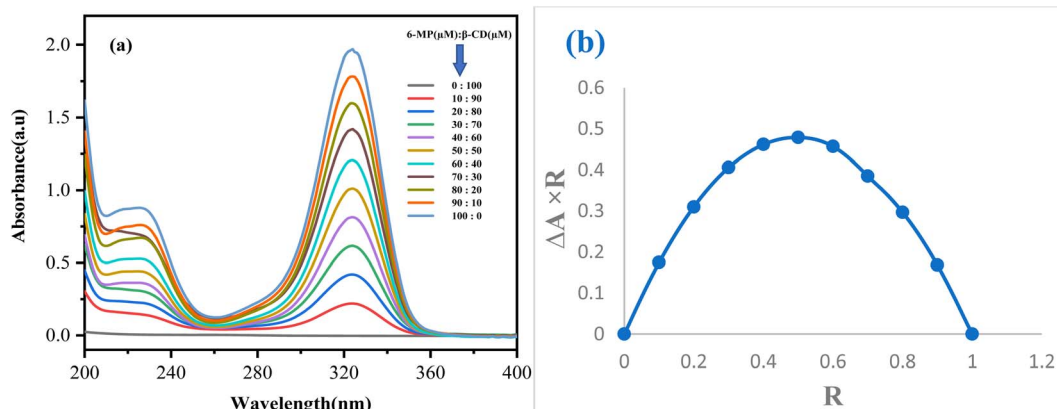 (a)
6-MP(μM):β-CD(μM)
0 : 100
10 : 90
20 : 80
30 : 70
40 : 60
50 : 50
60 : 40
70 : 30
80 : 20
90 : 10
100 : 0
Absorbance(a.u)
2.0
1.5
1.0
0.5
0.0
200
240
280
320
360
400
Wavelength(nm)
(b)
ΔA ×R
0.6
0.5
0.4
0.3
0.2
0.1
0
0
0.2
0.4
0.6
0.8
1
1.2
R